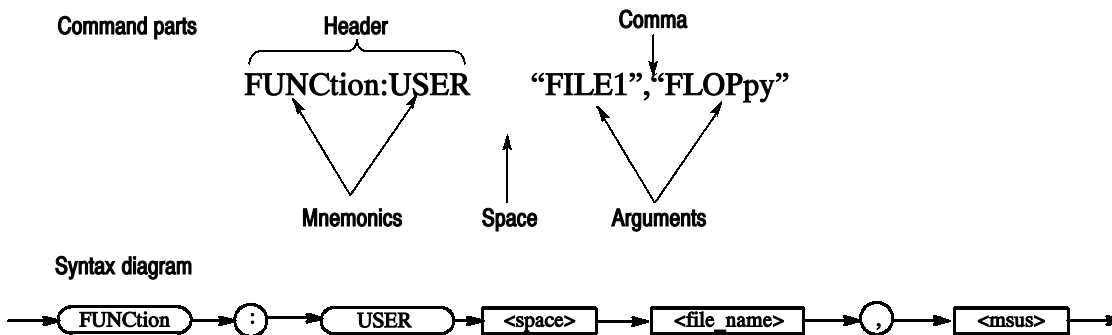 Command parts Header Comma
FUNCtion:USER “FILE1”,“FLOPpy”
Mnemonics Space Arguments
Syntax diagram
FUNCtion : USER <space> <file_name> , <msus>